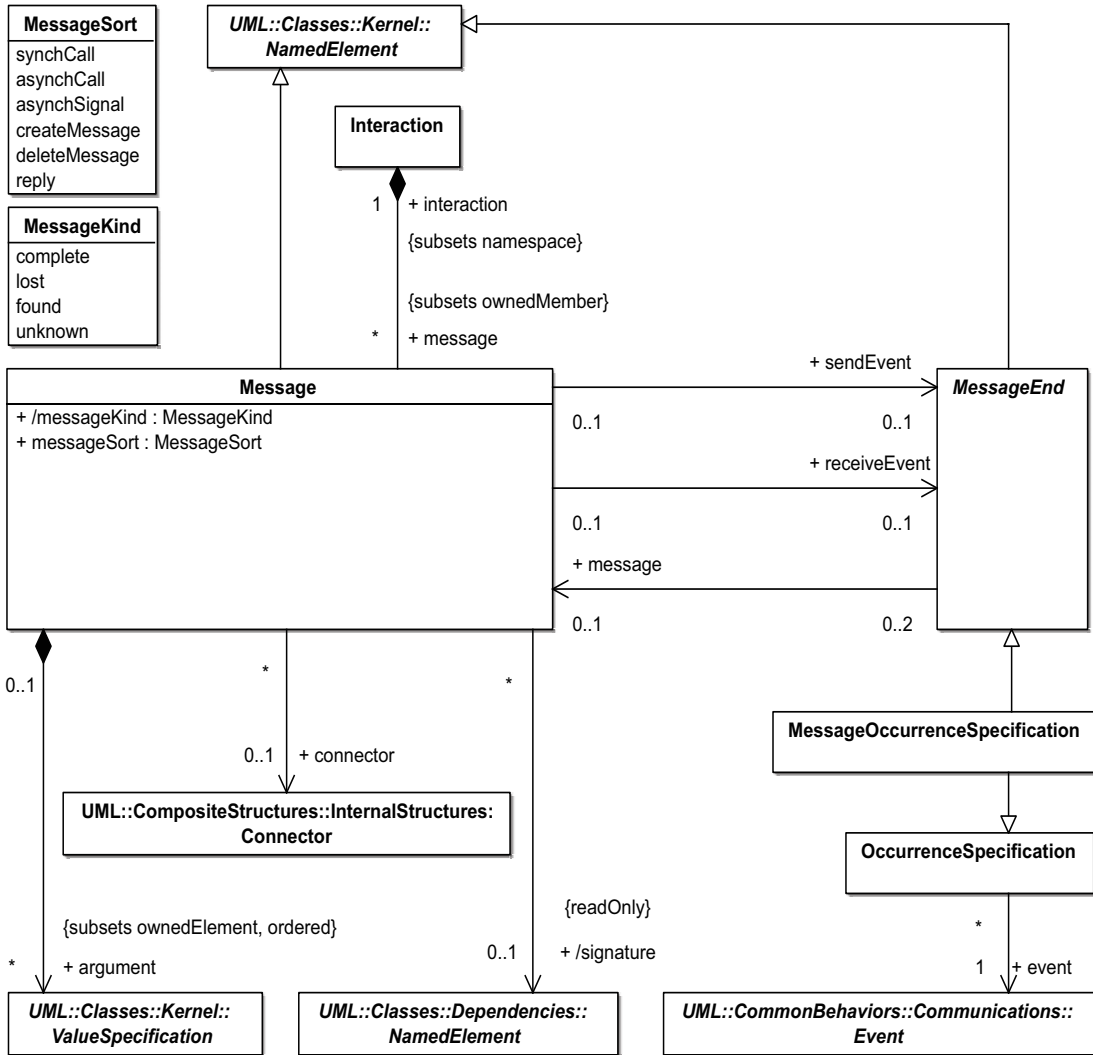 MessageSort
synchCall
asynchCall
asynchSignal
createMessage
deleteMessage
reply
MessageKind
complete
lost
found
unknown
UML::Classes::Kernel::
NamedElement
Interaction
1
+ interaction
{subsets namespace}
{subsets ownedMember}
*
+ message
Message
+ /messageKind : MessageKind
+ messageSort : MessageSort
+ sendEvent
0..1
0..1
+ receiveEvent
0..1
0..1
+ message
0..1
0..2
MessageEnd
0..1
*
*
0..1
+ connector
UML::CompositeStructures::InternalStructures:
Connector
MessageOccurrenceSpecification
OccurrenceSpecification
{subsets ownedElement, ordered}
*
+ argument
{readOnly}
0..1
+ /signature
*
1
+ event
UML::Classes::Kernel::
ValueSpecification
UML::Classes::Dependencies::
NamedElement
UML::CommonBehaviors::Communications::
Event